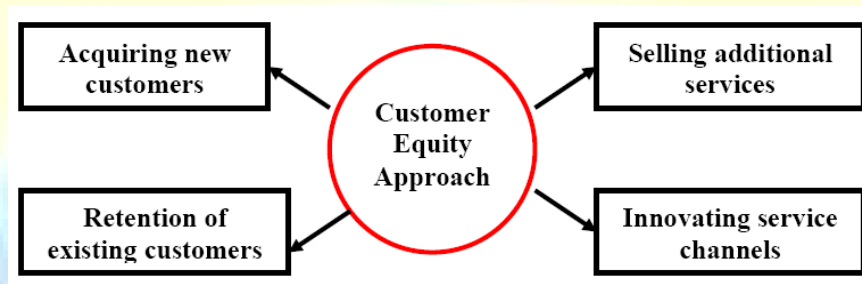 Acquiring new
customers
Selling additional
services
Customer
Equity
Approach
Retention of
existing customers
Innovating service
channels